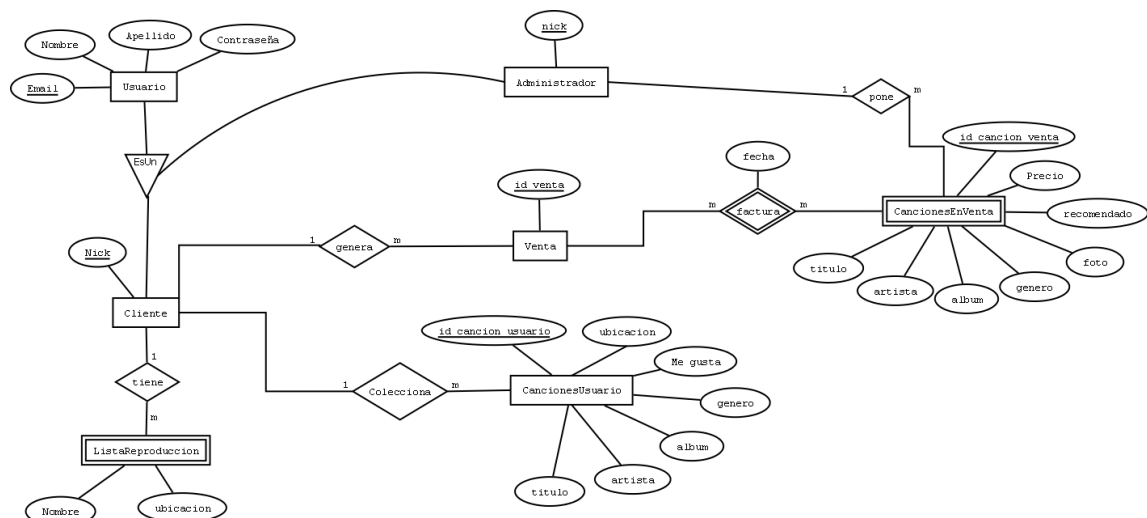 nick
Nombre
Apellido
Contraseña
Email
Usuario
Administrador
1
pone
m
EsUn
id cancion venta
fecha
Precio
id venta
recomendado
m
factura
m
CancionesEnVenta
Nick
1
genera
m
Venta
titulo
artista
album
genero
foto
Cliente
id cancion usuario
ubicacion
1
Me gusta
tiene
1
Colecciona
m
CancionesUsuario
genero
m
album
ListaReproduccion
artista
titulo
Nombre
ubicacion